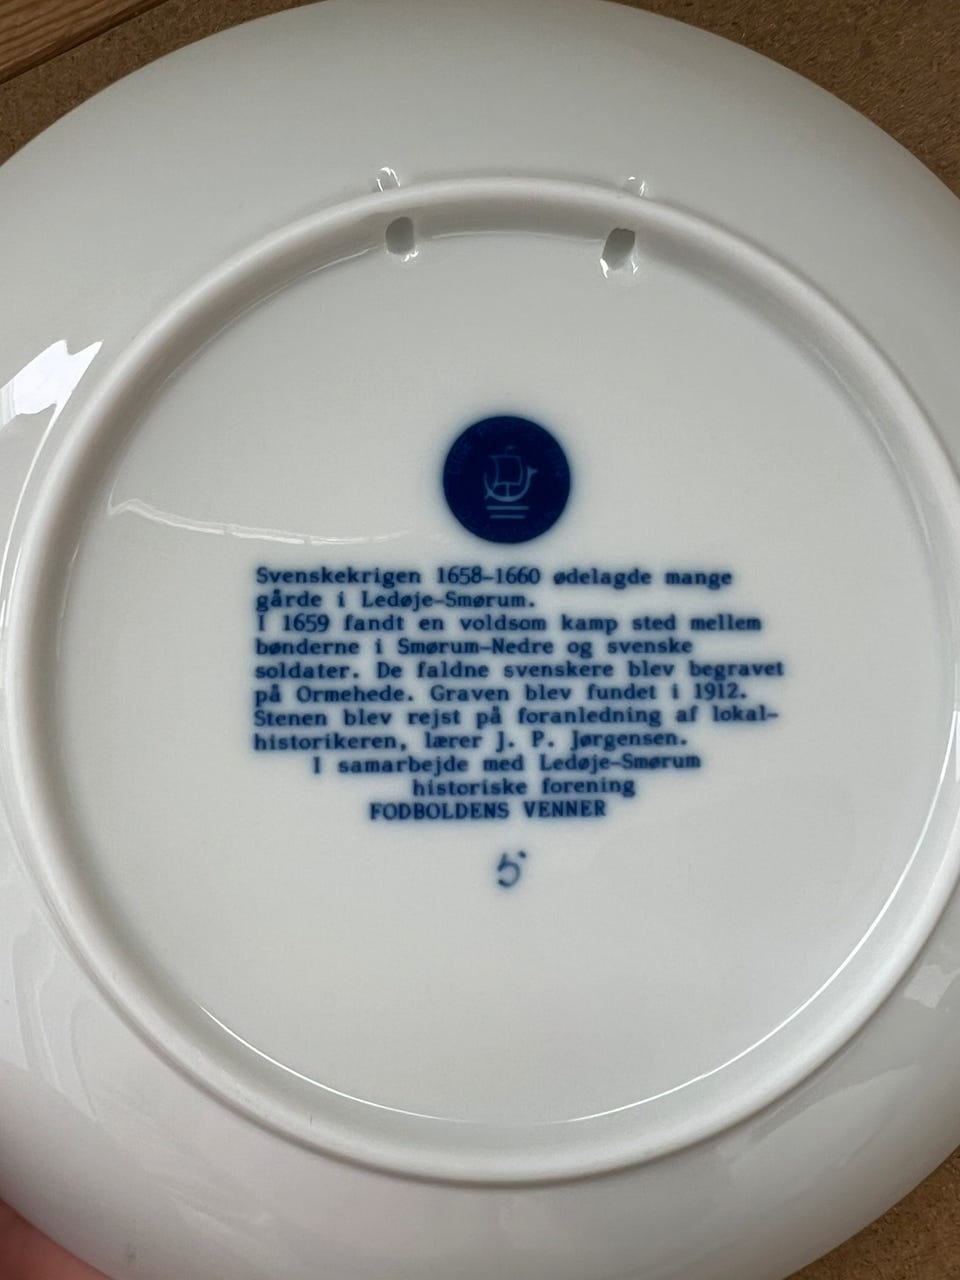 Svenskekrigen 1658-1660 ødelagde mange
gårde i Ledøje-Smørum.
I 1659 fandt en voldsom kamp sted mellem
bønderne i Smørum-Nedre og svenske
soldater. De faldne svenskere blev begravet
på Ormehede. Graven blev fundet i 1912.
Stenen blev rejst på foranledning af lokal-
historikeren, lærer J. P. Jørgensen.
I samarbejde med Ledøje-Smørum
historiske forening
FODBOLDENS VENNER
5